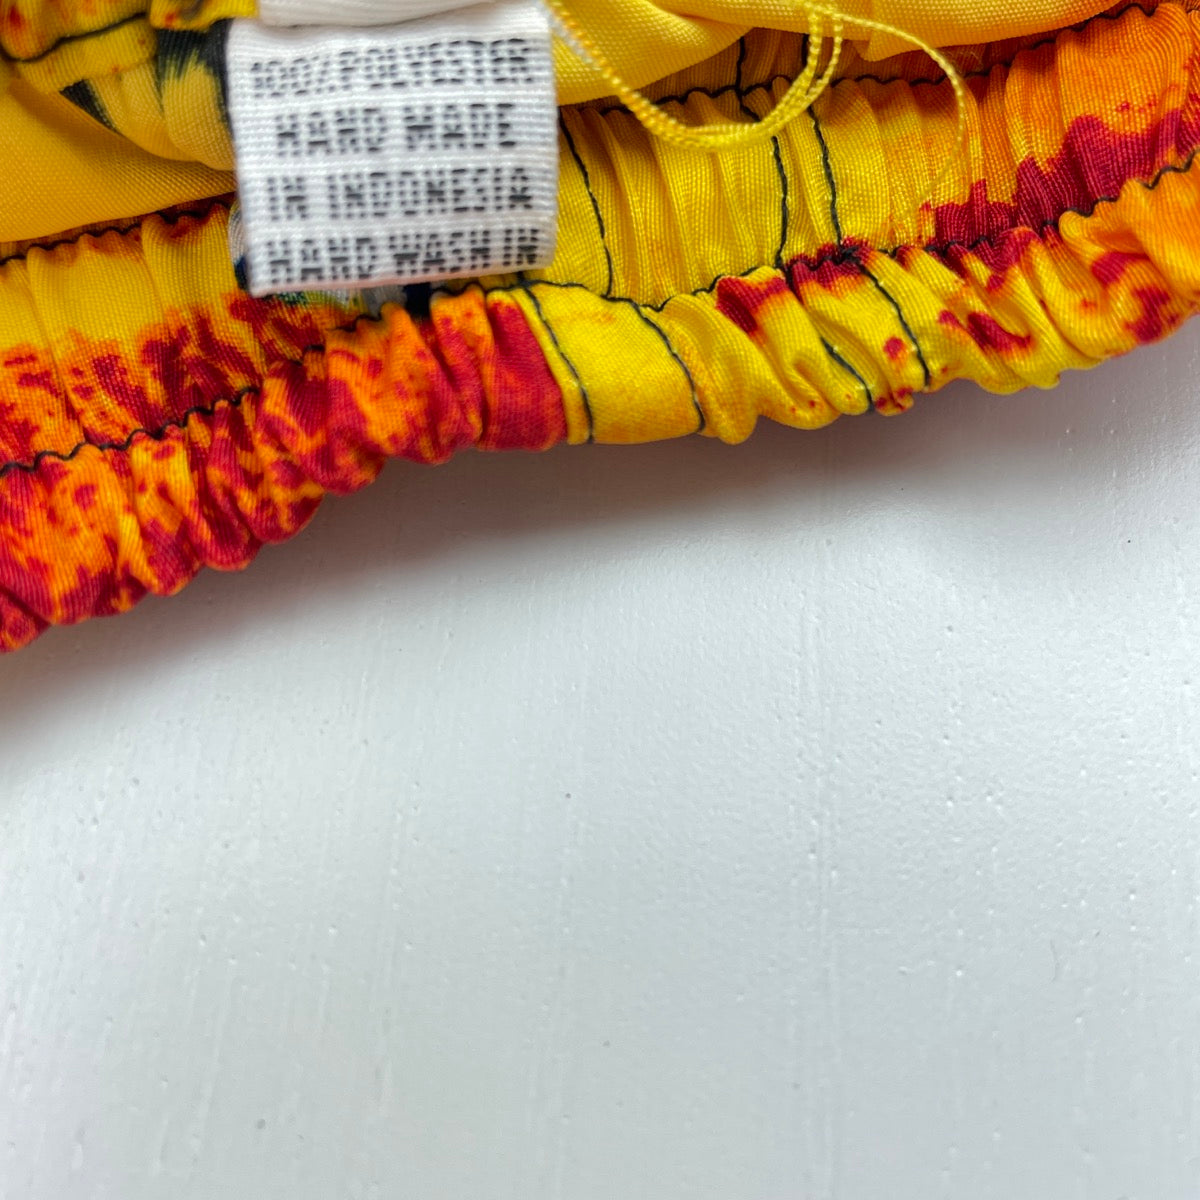 100% POLYESTER
HAND MADE
IN INDONESIA
HAND WASH IN